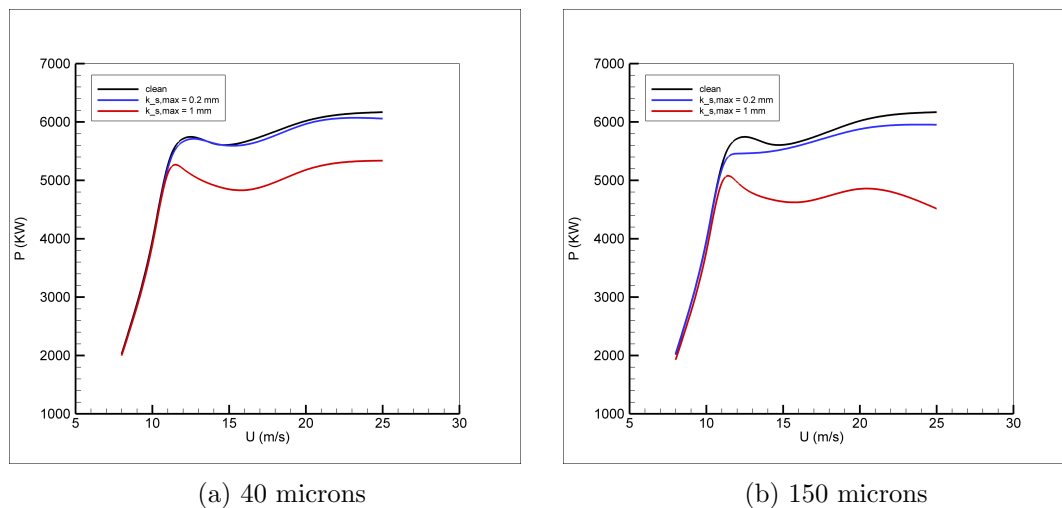 7000
6000
5000
4000
3000
2000
1000
P (KW)
clean
k_s,max = 0.2 mm
k_s,max = 1 mm
5 10 15 20 25 30
U (m/s)
(a) 40 microns
7000
6000
5000
4000
3000
2000
1000
P (KW)
clean
k_s,max = 0.2 mm
k_s,max = 1 mm
5 10 15 20 25 30
U (m/s)
(b) 150 microns